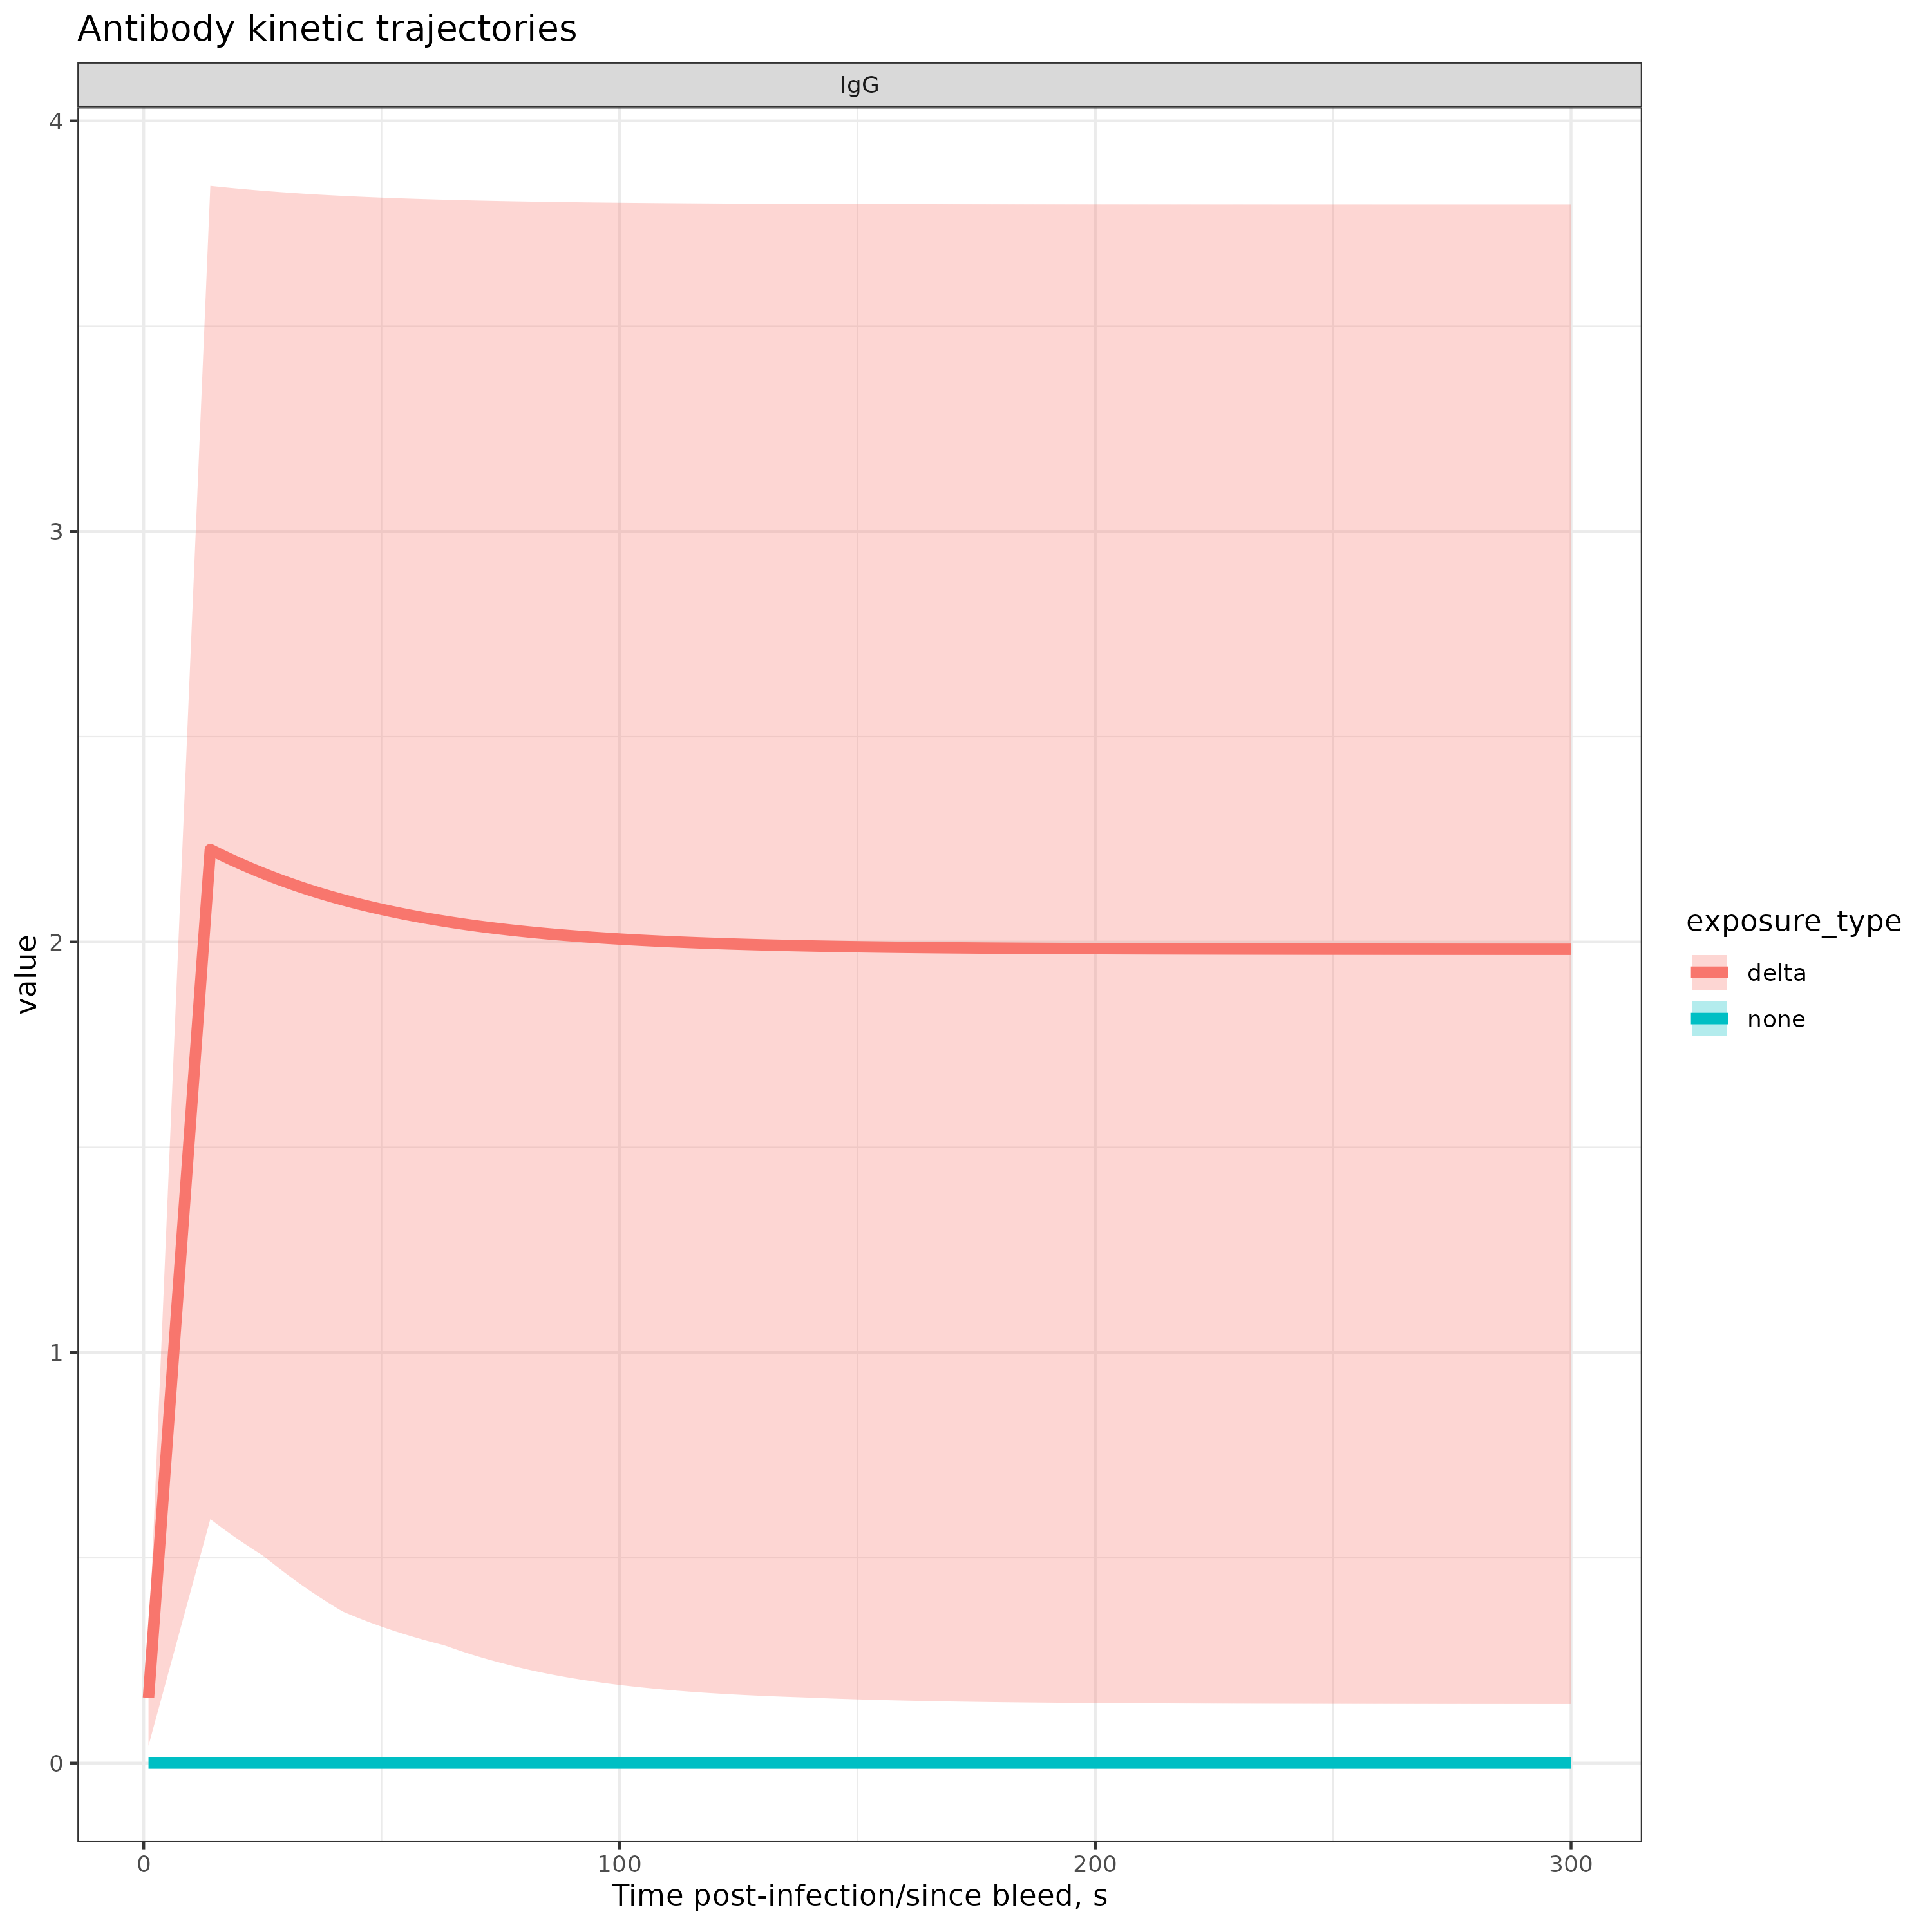 Antibody kinetic trajectories
IgG
4
3
2
1
0
value
0 100 200 300
Time post-infection/since bleed, s
exposure_type
delta
none